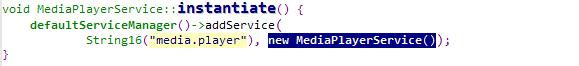 void MediaPlayerService::instantiate() {
    defaultServiceManager()->addService(
            String16("media.player"), new MediaPlayerService());
}